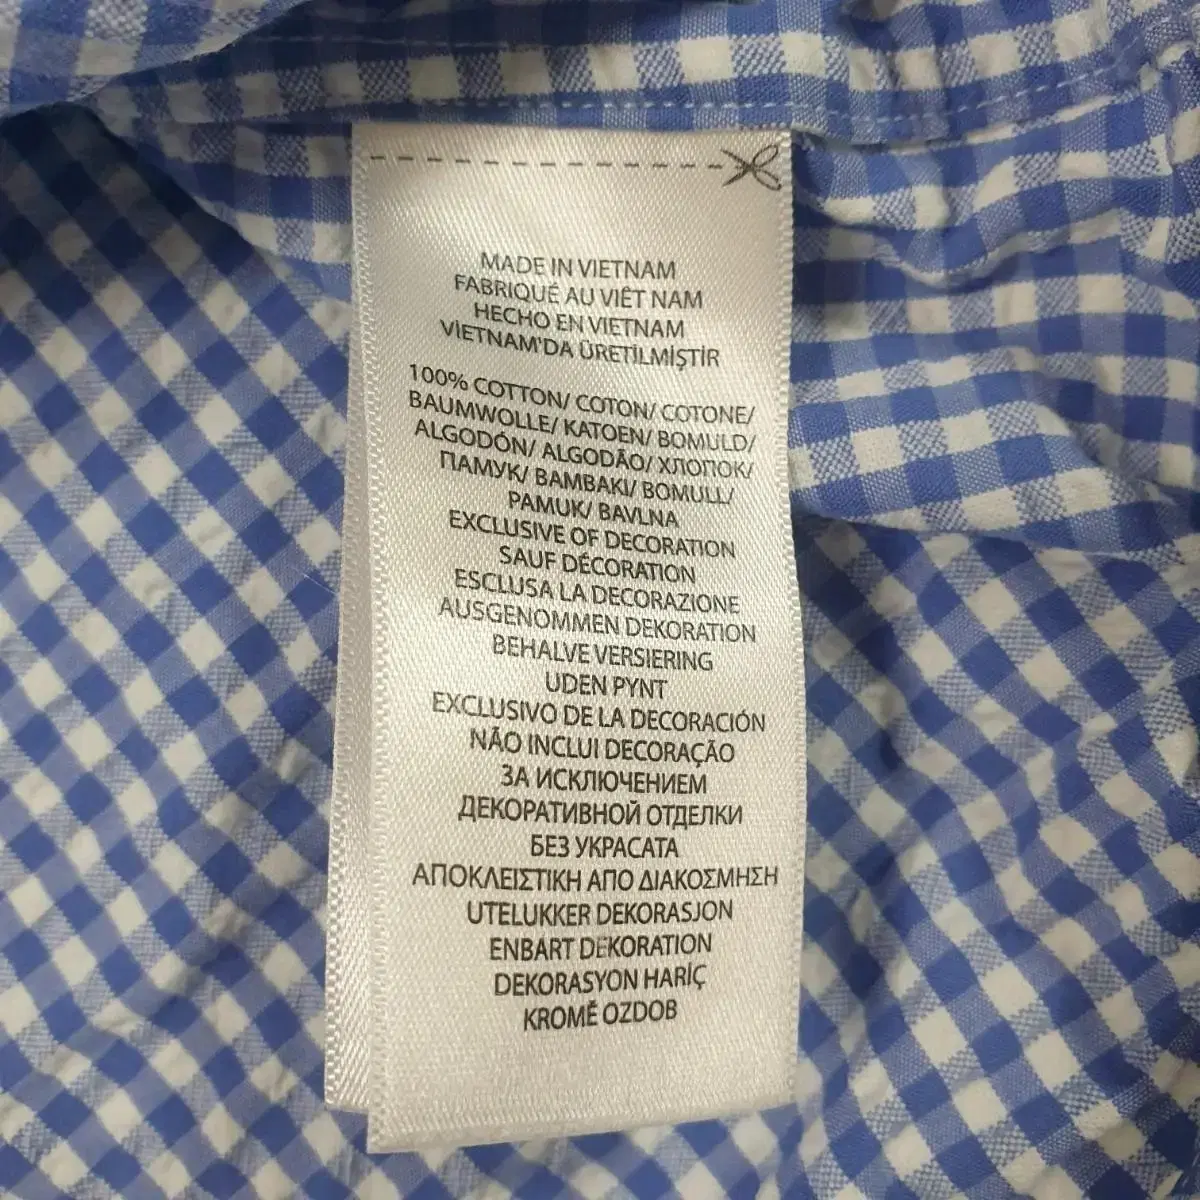 MADE IN VIETNAM
FABRIQUÉ AU VIÊT NAM
HECHO EN VIETNAM
VİETNAM'DA ÜRETİLMİŞTİR
100% COTTON/ COTON/ COTONE/
BAUMWOLLE/ KATOEN/ BOMULD/
ALGODÓN/ ALGODÃO/ ХЛОПОК/
ПАМУК/ BAMBAKI/ BOMULL/
PAMUK/ BAVLNA
EXCLUSIVE OF DECORATION
SAUF DÉCORATION
ESCLUSA LA DECORAZIONE
AUSGENOMMEN DEKORATION
BEHALVE VERSIERING
UDEN PYNT
EXCLUSIVO DE LA DECORACIÓN
NÃO INCLUI DECORAÇÃO
ЗА ИСКЛЮЧЕНИЕМ
ДЕКОРАТИВНОЙ ОТДЕЛКИ
БЕЗ УКРАСАТА
ΑΠΟΚΛΕΙΣΤΙΚΗ ΑΠΟ ΔΙΑΚΟΣΜΗΣΗ
UTELUKKER DEKORASJON
ENBART DEKORATION
DEKORASYON HARİÇ
KROMĚ OZDOB